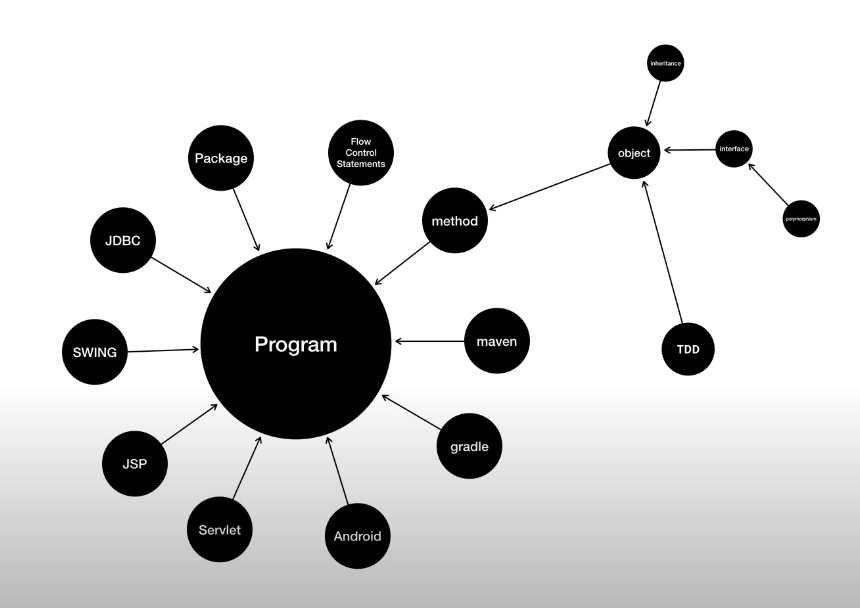 inheritance
Package
Flow
Control
Statements
object
interface
method
polymorphism
JDBC
Program
maven
TDD
SWING
gradle
JSP
Servlet
Android